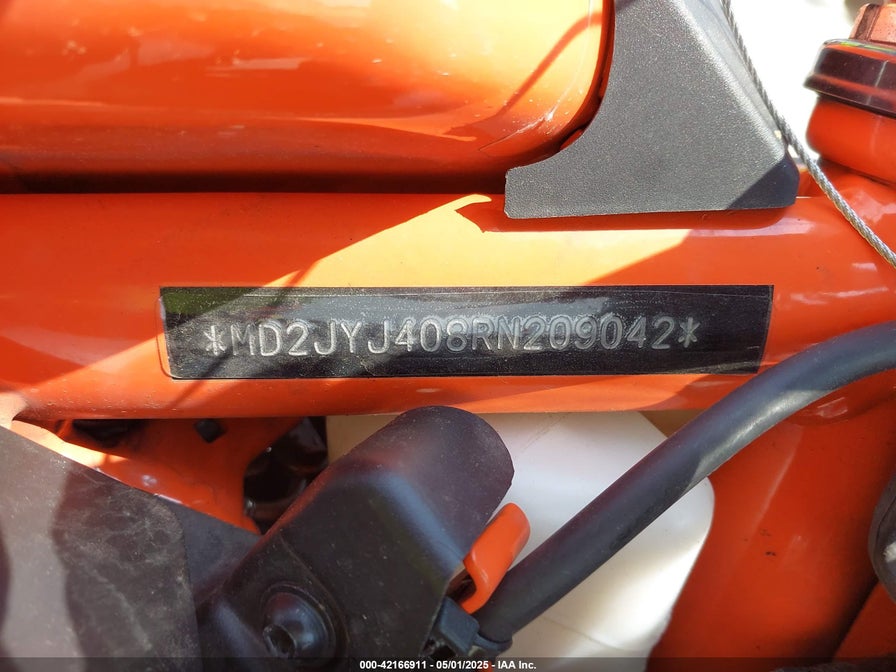 *MD2JYJ408RN209042*
000-42166911 - 05/01/2025 - IAA Inc.